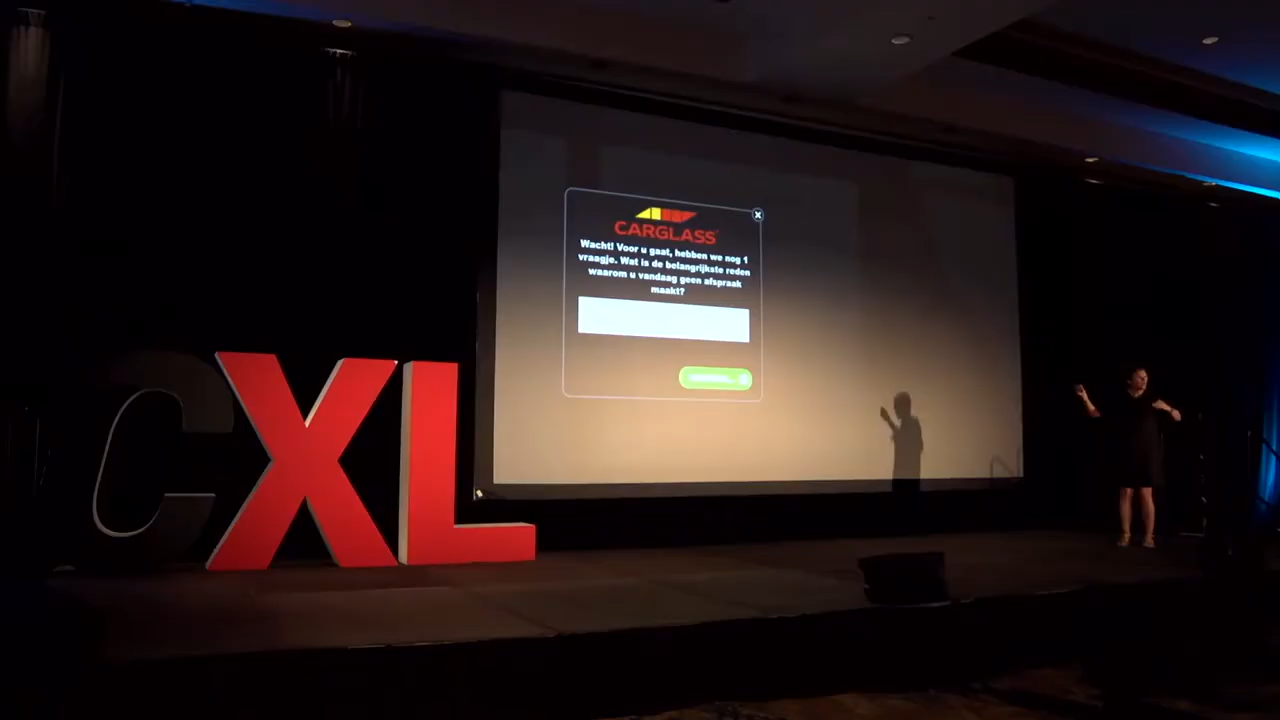 CARGLASS
Wacht! Voor u gaat, hebben we nog 1
vraagje. Wat is de belangrijkste reden
waarom u vandaag geen afspraak
maakt?
CXL